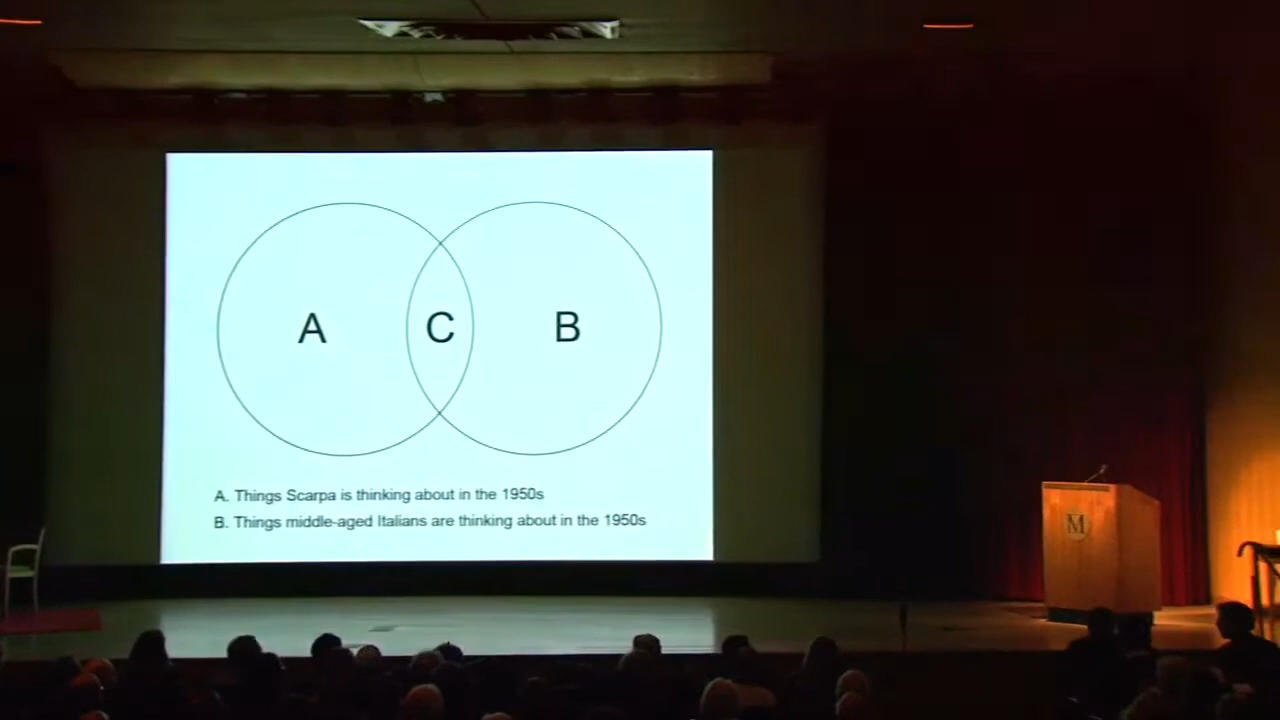 A C B
A. Things Scarpa is thinking about in the 1950s
B. Things middle-aged Italians are thinking about in the 1950s
M